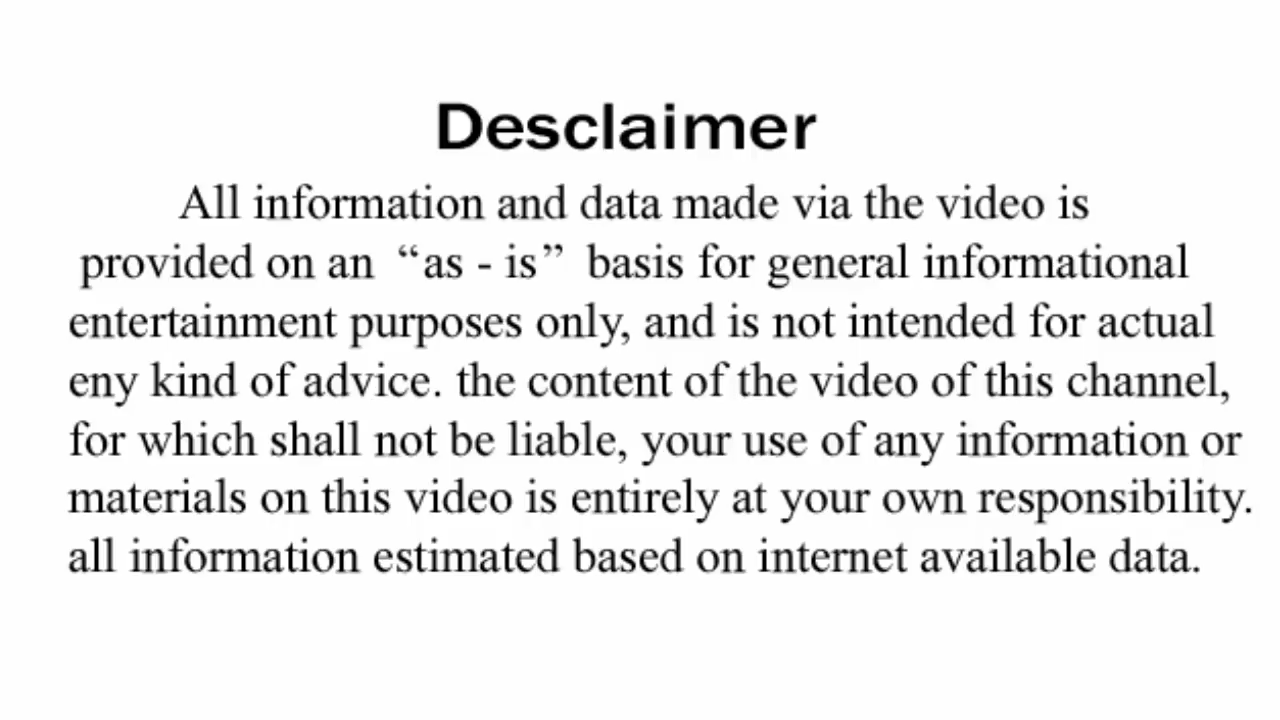 Desclaimer
All information and data made via the video is
provided on an “as - is” basis for general informational
entertainment purposes only, and is not intended for actual
eny kind of advice. the content of the video of this channel,
for which shall not be liable, your use of any information or
materials on this video is entirely at your own responsibility.
all information estimated based on internet available data.